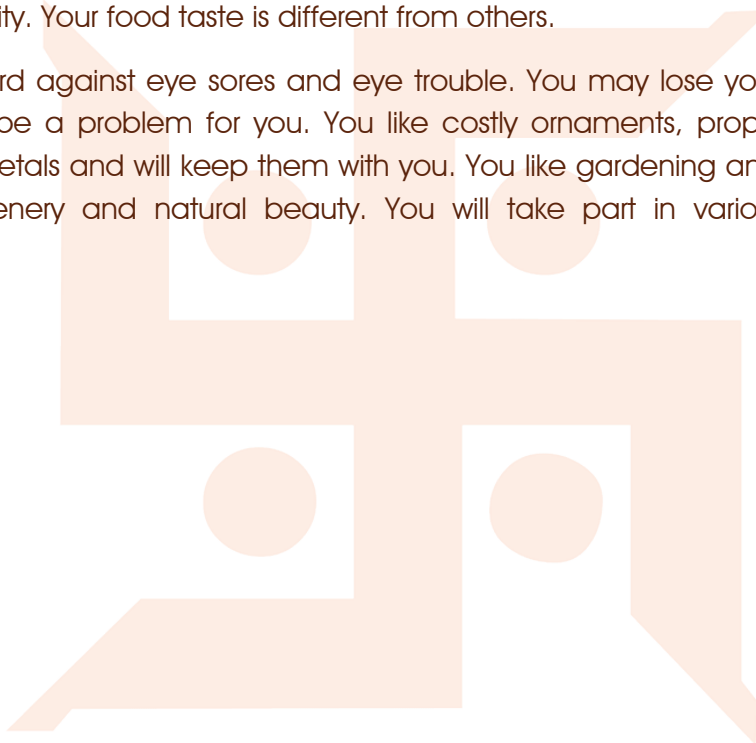 ity. Your food taste is different from others.
rd against eye sores and eye trouble. You may lose yo
be a problem for you. You like costly ornaments, prop
etals and will keep them with you. You like gardening an
enery and natural beauty. You will take part in vario